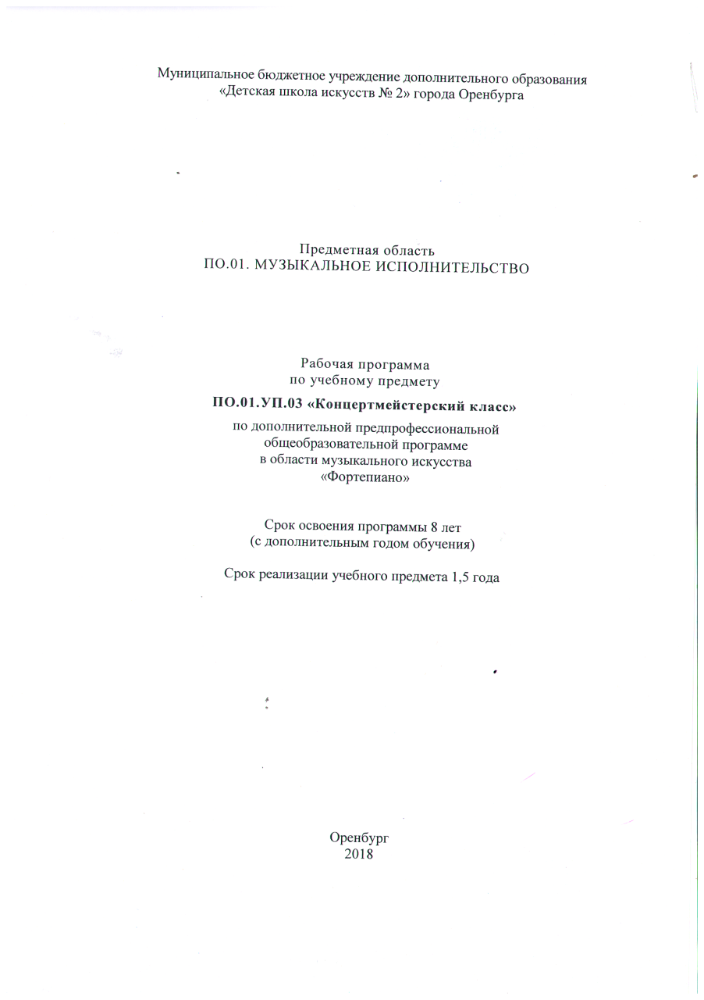 Муниципальное бюджетное учреждение дополнительного образования
«Детская школа искусств № 2» города Оренбурга
Предметная область
ПО.01. МУЗЫКАЛЬНОЕ ИСПОЛНИТЕЛЬСТВО
Рабочая программа
по учебному предмету
ПО.01.УП.03 «Концертмейстерский класс»
по дополнительной предпрофессиональной
общеобразовательной программе
в области музыкального искусства
«Фортепиано»
Срок освоения программы 8 лет
(с дополнительным годом обучения)
Срок реализации учебного предмета 1,5 года
Оренбург
2018